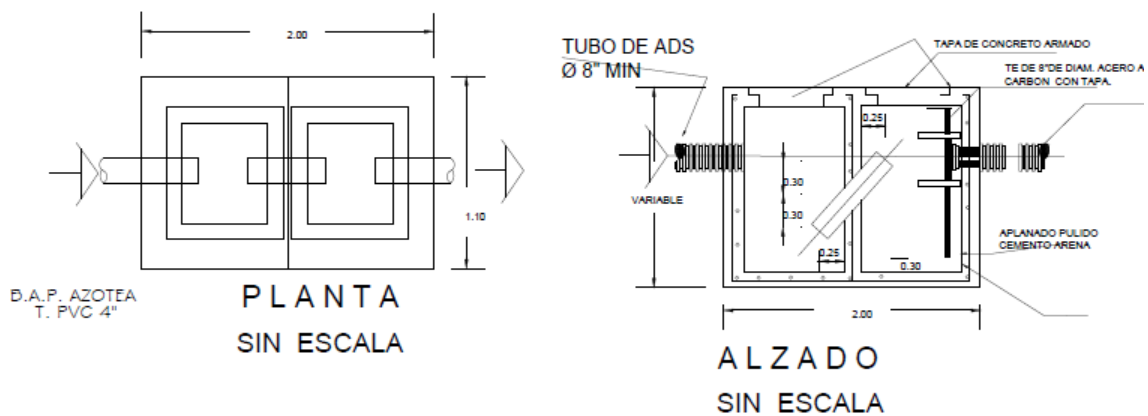 2.00
1.10
B.A.P. AZOTEA
T. PVC 4"
PLANTA
SIN ESCALA
TUBO DE ADS
Ø 8" MIN
TAPA DE CONCRETO ARMADO
TE DE 8"DE DIAM. ACERO A
CARBON CON TAPA.
0.25
0.30
VARIABLE
0.30
APLANADO PULIDO
CEMENTO ARENA
0.25
0.30
2.00
ALZADO
SIN ESCALA